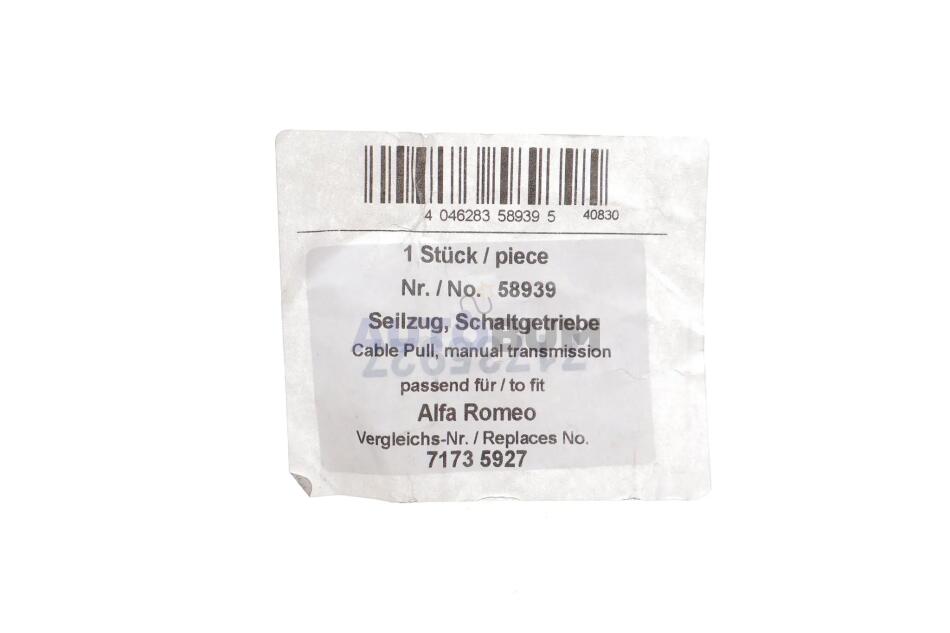 4 046283 58939 5 40830
1 Stück / piece
Nr. / No. 58939
Seilzug, Schaltgetriebe
Cable Pull, manual transmission
passend für / to fit
Alfa Romeo
Vergleichs-Nr. / Replaces No.
7173 5927